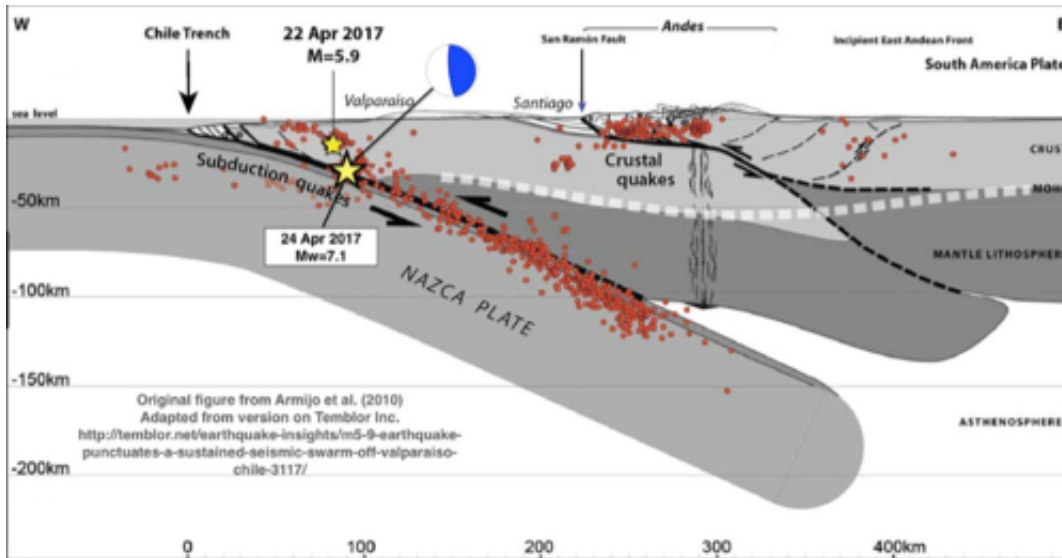 W
Chile Trench
22 Apr 2017
M=5.9
San Ramón Fault
Andes
Incipient East Andean Front
E
South America Plate
sea level
Valparaiso
Santiago
Subduction quakes
Crustal
quakes
CRUST
MOHO
-50km
24 Apr 2017
Mw=7.1
MANTLE LITHOSPHERE
NAZCA PLATE
-100km
-150km
Original figure from Armijo et al. (2010)
Adapted from version on Temblor Inc.
http://temblor.net/earthquake-insights/m5-9-earthquake-
punctuates-a-sustained-seismic-swarm-off-valparaiso-
chile-3117/
ASTHENOSPHERE
-200km
0
100
200
300
400km